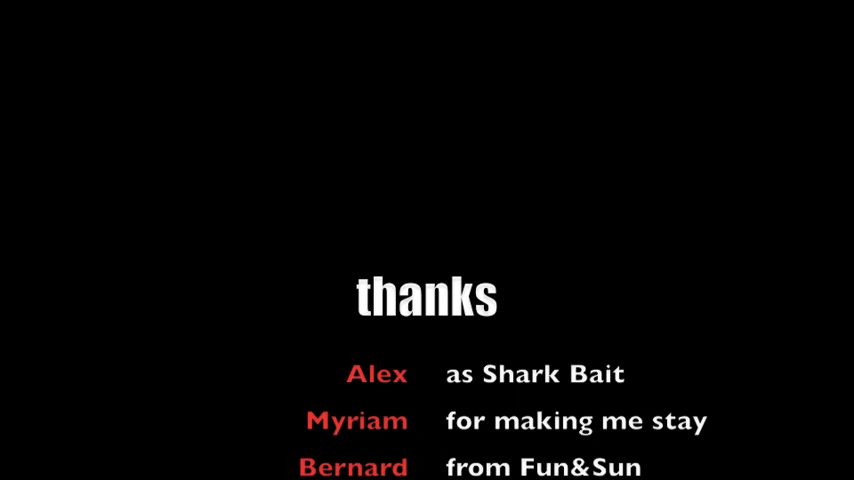 thanks
Alex as Shark Bait
Myriam for making me stay
Bernard from Fun&Sun